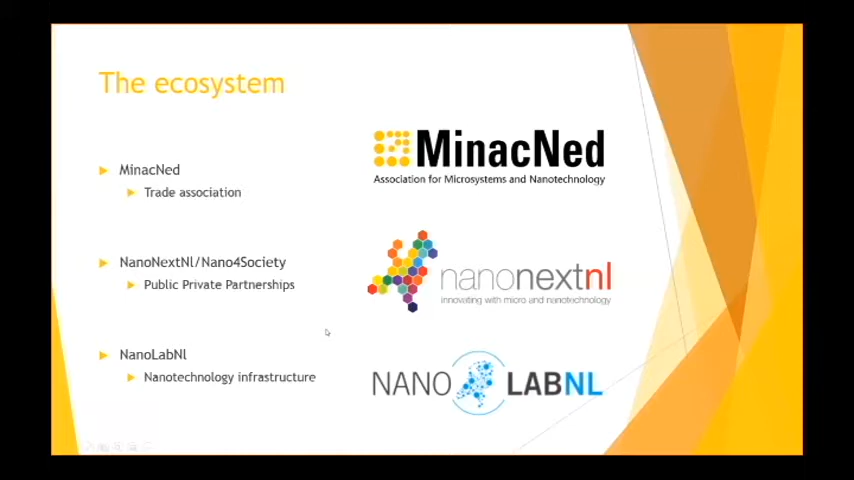 The ecosystem
MinacNed
Trade association
NanoNextNl/Nano4Society
Public Private Partnerships
NanoLabNl
Nanotechnology infrastructure
MinacNed
Association for Microsystems and Nanotechnology
nanonextnl
innovating with micro and nanotechnology
NANO LABNL